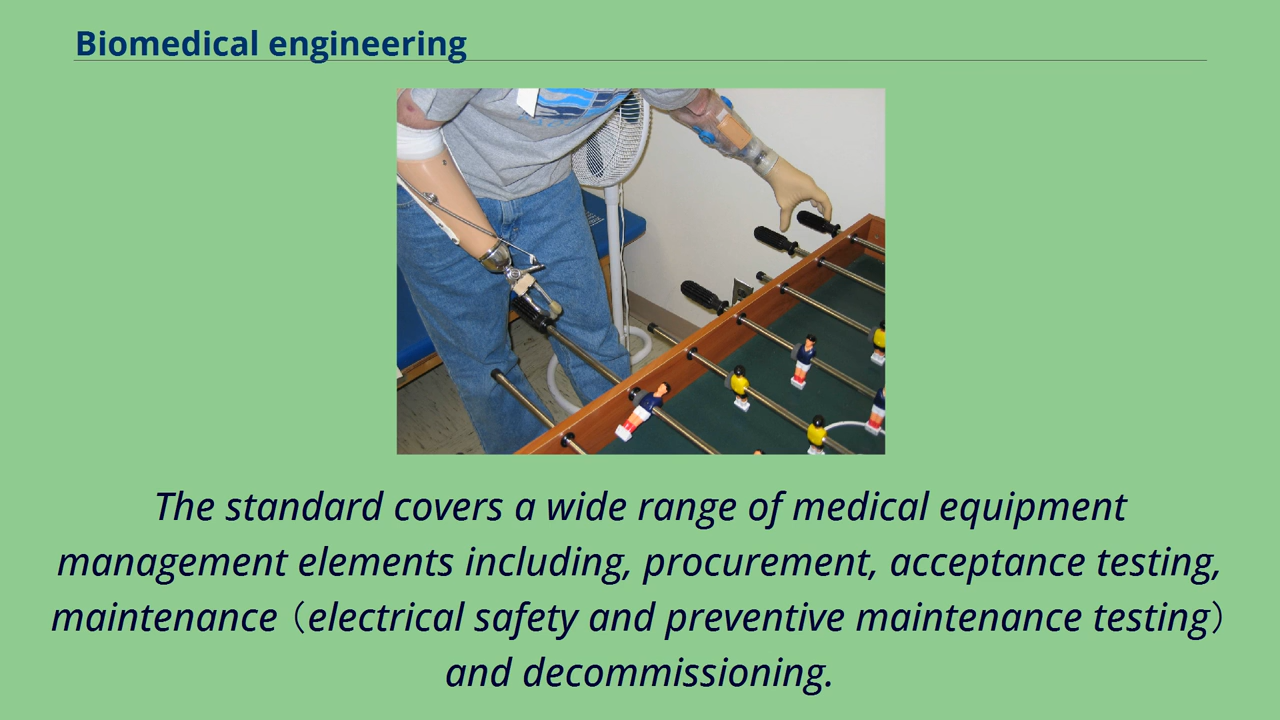 Biomedical engineering
The standard covers a wide range of medical equipment
management elements including, procurement, acceptance testing,
maintenance（electrical safety and preventive maintenance testing）
and decommissioning.